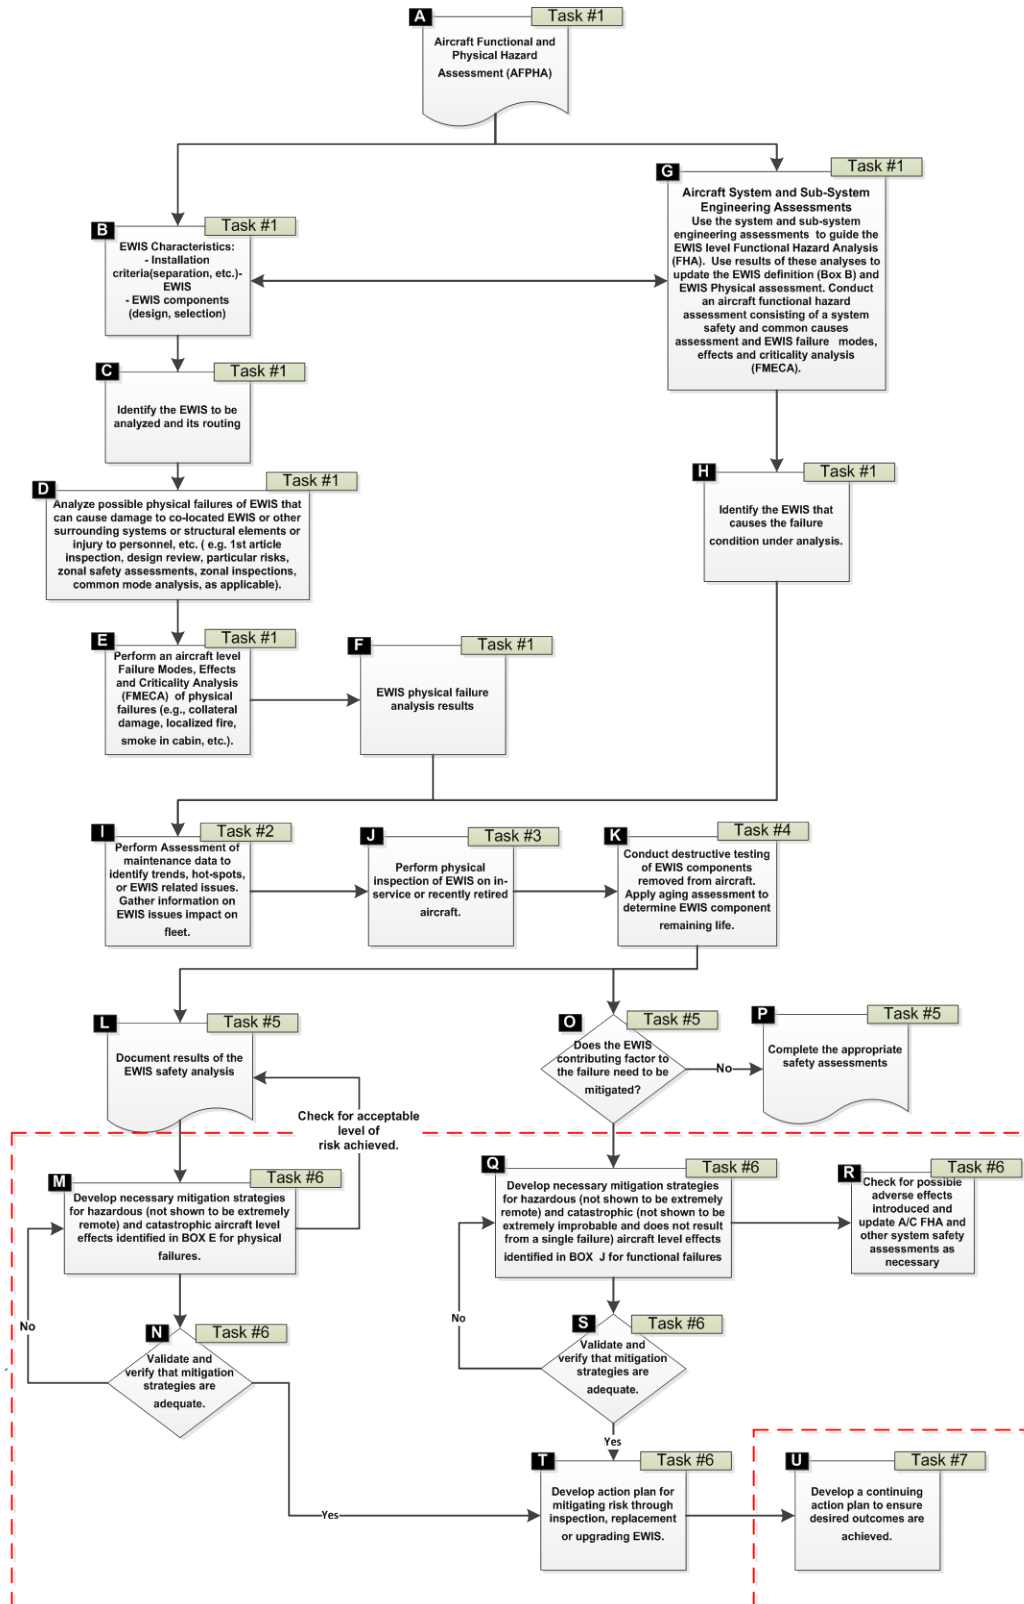 A
Task #1
Aircraft Functional and
Physical Hazard
Assessment (AFPHA)
G
Task #1
Aircraft System and Sub-System
Engineering Assessments
Use the system and sub-system
engineering assessments to guide the
EWIS level Functional Hazard Analysis
(FHA). Use results of these analyses to
update the EWIS definition (Box B) and
EWIS Physical assessment. Conduct
an aircraft functional hazard
assessment consisting of a system
safety and common causes
assessment and EWIS failure modes,
effects and criticality analysis
(FMECA).
B
Task #1
EWIS Characteristics:
- Installation
criteria(separation, etc.)-
EWIS
- EWIS components
(design, selection)
C
Task #1
Identify the EWIS to be
analyzed and its routing
D
Task #1
Analyze possible physical failures of EWIS that
can cause damage to co-located EWIS or other
surrounding systems or structural elements or
injury to personnel, etc. ( e.g. 1st article
inspection, design review, particular risks,
zonal safety assessments, zonal inspections,
common mode analysis, as applicable).
H
Task #1
Identify the EWIS that
causes the failure
condition under analysis.
E
Task #1
Perform an aircraft level
Failure Modes, Effects
and Criticality Analysis
(FMECA) of physical
failures (e.g., collateral
damage, localized fire,
smoke in cabin, etc.).
F
Task #1
EWIS physical failure
analysis results
I
Task #2
Perform Assessment of
maintenance data to
identify trends, hot-spots,
or EWIS related issues.
Gather information on
EWIS issues impact on
fleet.
J
Task #3
Perform physical
inspection of EWIS on in-
service or recently retired
aircraft.
K
Task #4
Conduct destructive testing
of EWIS components
removed from aircraft.
Apply aging assessment to
determine EWIS component
remaining life.
L
Task #5
Document results of the
EWIS safety analysis
O
Task #5
Does the EWIS
contributing factor to
the failure need to be
mitigated?
No
P
Task #5
Complete the appropriate
safety assessments
Check for acceptable
level of
risk achieved.
M
Task #6
Develop necessary mitigation strategies
for hazardous (not shown to be extremely
remote) and catastrophic aircraft level
effects identified in BOX E for physical
failures.
Q
Task #6
Develop necessary mitigation strategies
for hazardous (not shown to be extremely
remote) and catastrophic (not shown to be
extremely improbable and does not result
from a single failure) aircraft level effects
identified in BOX J for functional failures
R
Task #6
Check for possible
adverse effects
introduced and
update A/C FHA and
other system safety
assessments as
necessary
No
N
Task #6
Validate and
verify that mitigation
strategies are
adequate.
No
S
Task #6
Validate and
verify that mitigation
strategies are
adequate.
Yes
Yes
T
Task #6
Develop action plan for
mitigating risk through
inspection, replacement
or upgrading EWIS.
U
Task #7
Develop a continuing
action plan to ensure
desired outcomes are
achieved.